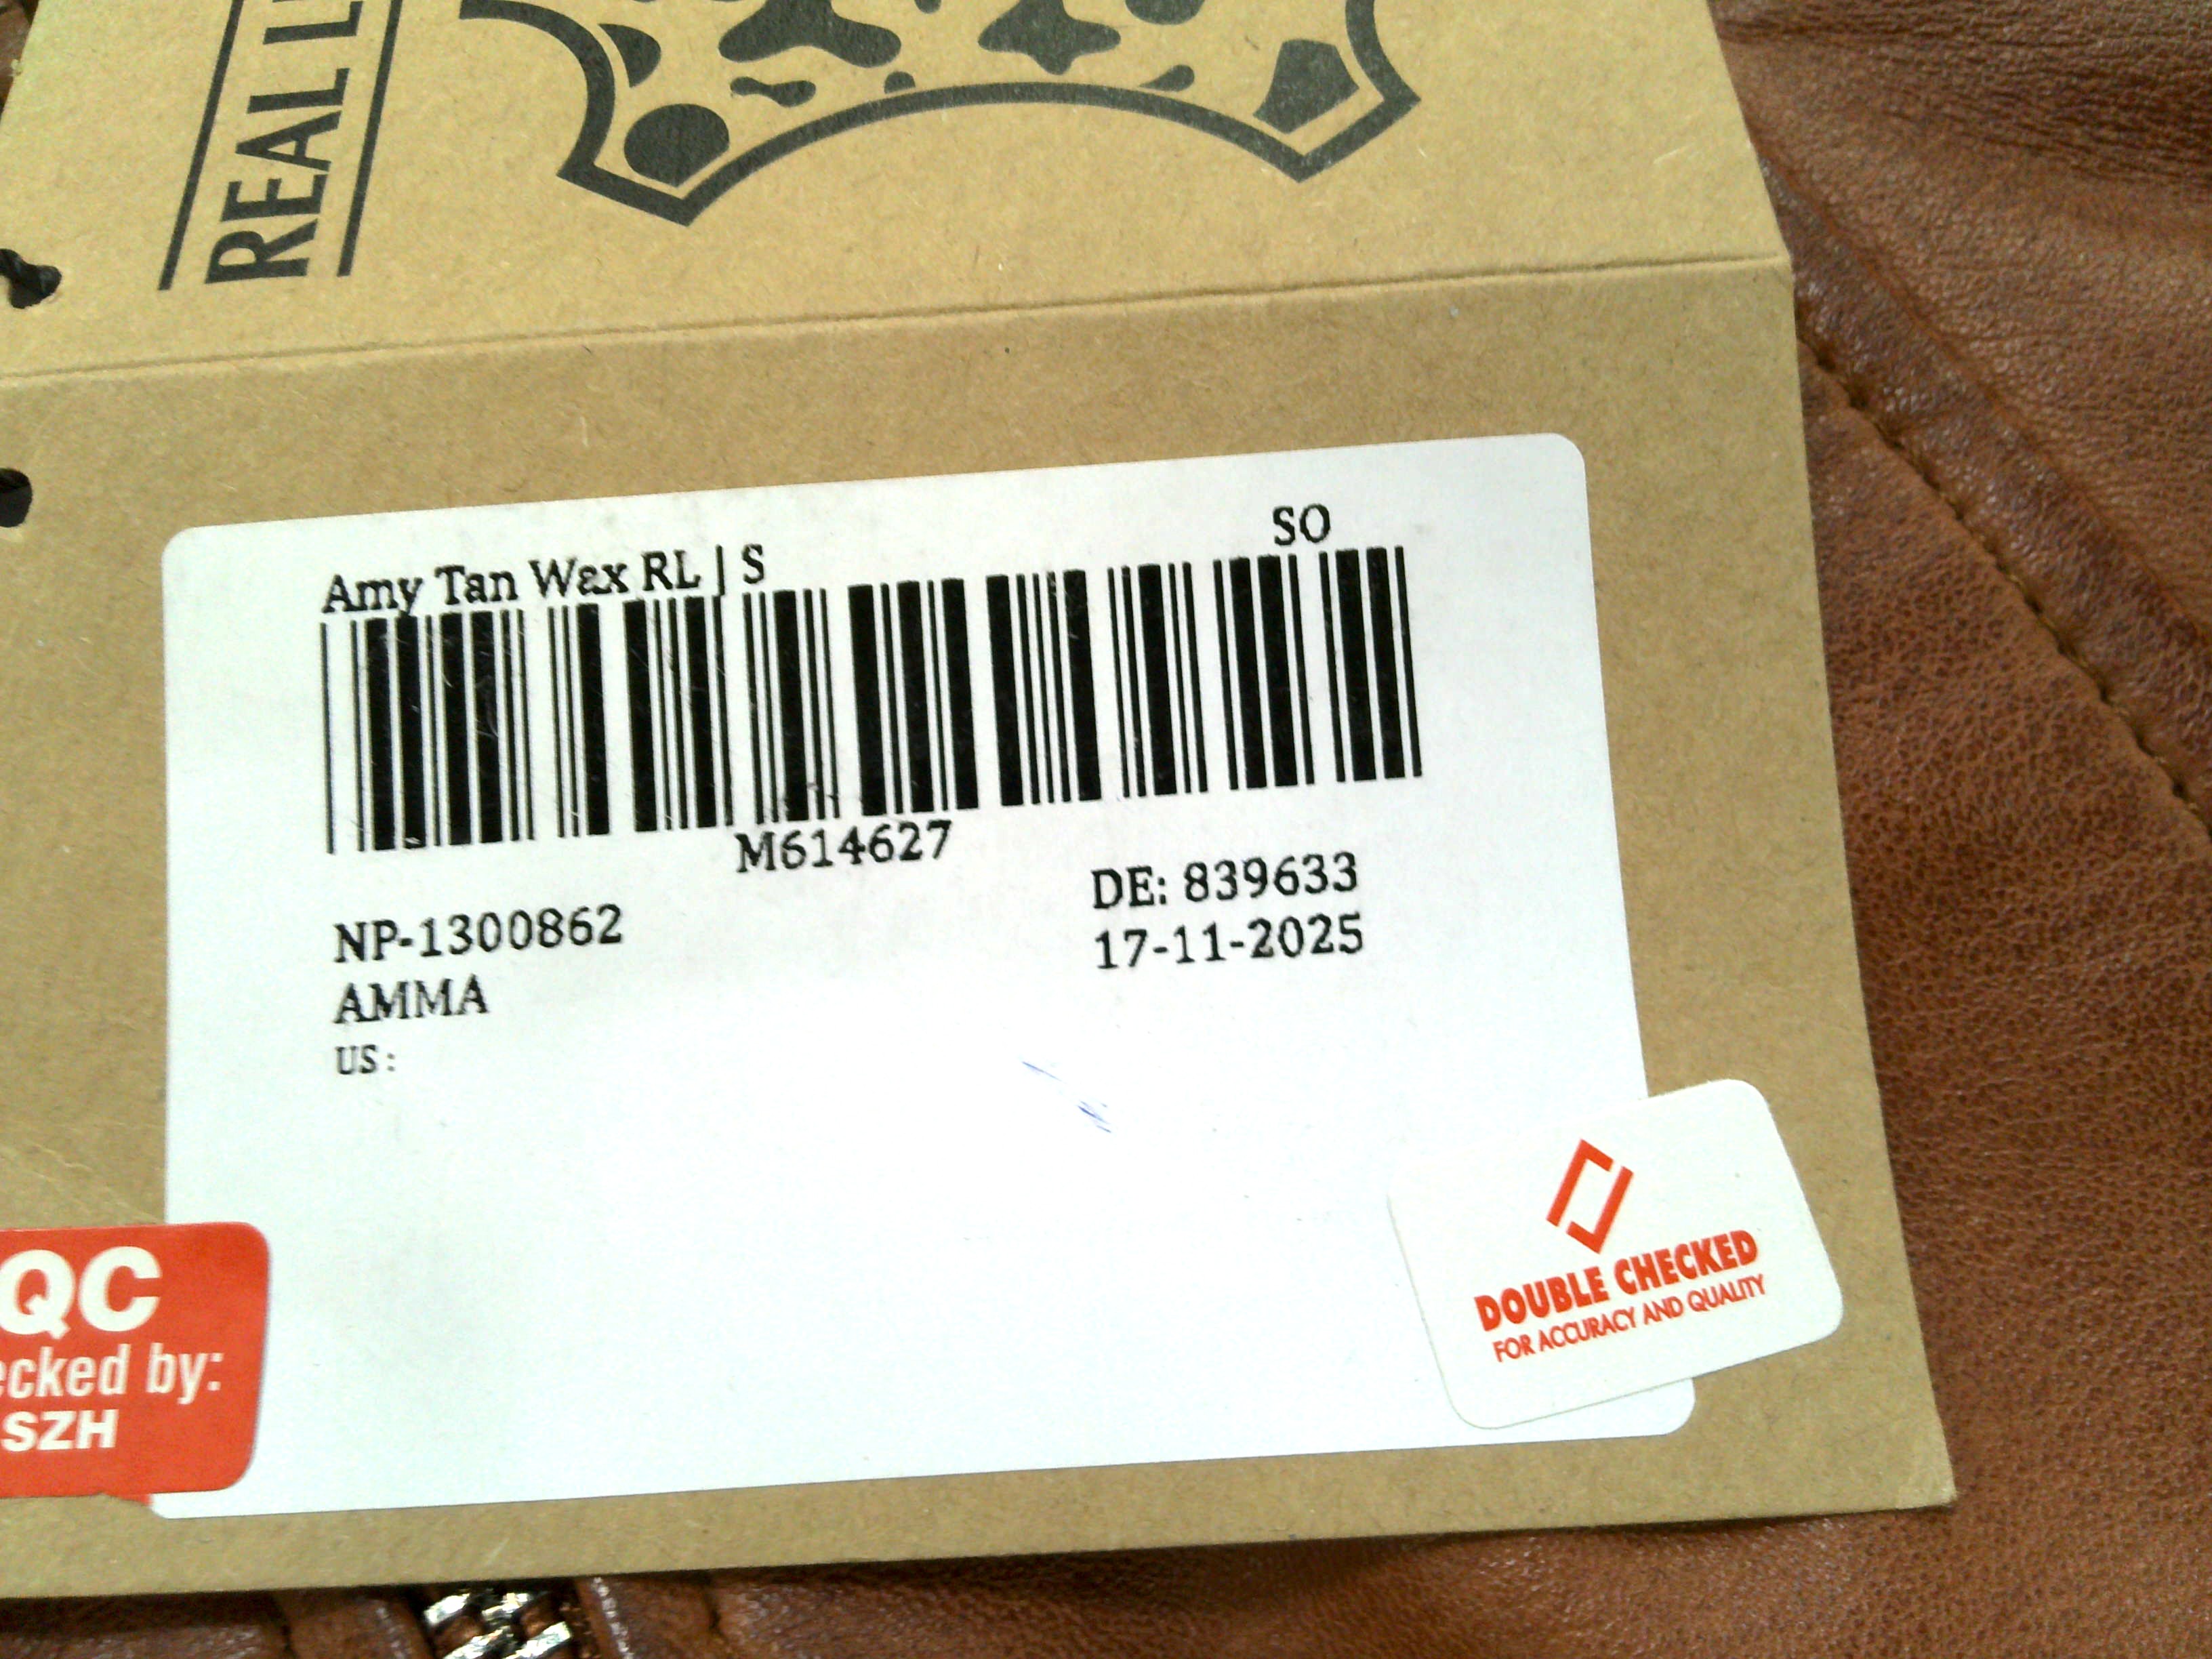 REAL
Amy Tan Wax RL | S
SO
M614627
NP-1300862
DE: 839633
AMMA
17-11-2025
US :
QC
ecked by:
SZH
DOUBLE CHECKED
FOR ACCURACY AND QUALITY